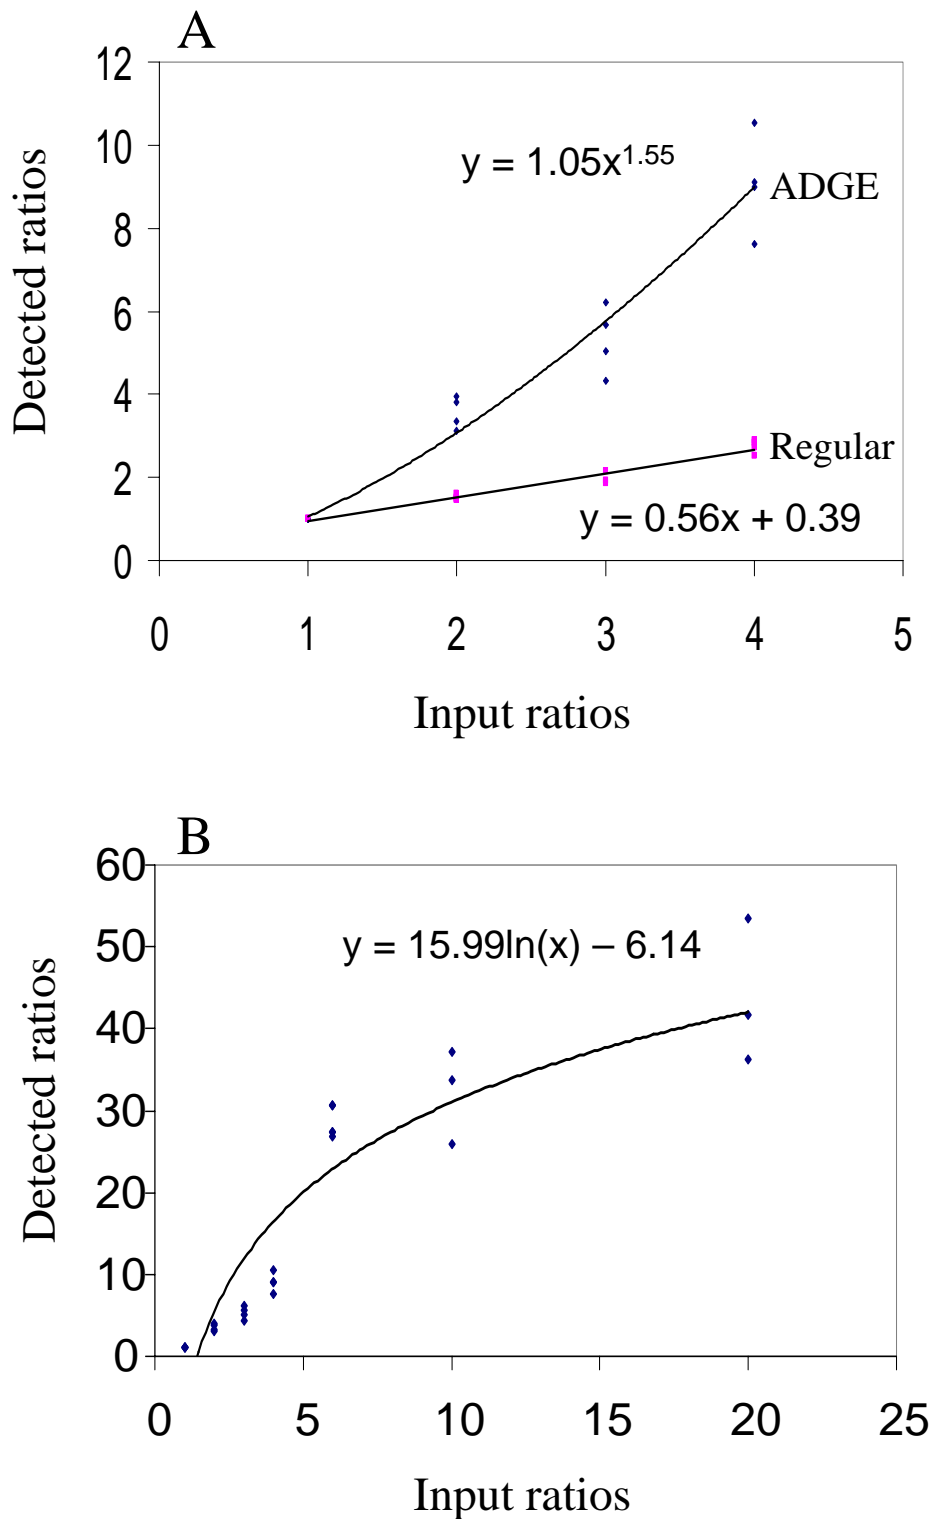 A
12
10
8
6
4
2
0
Detected ratios
y = 1.05x^1.55
ADGE
Regular
y = 0.56x + 0.39
0 1 2 3 4 5
Input ratios
B
60
50
40
30
20
10
0
Detected ratios
y = 15.99ln(x) – 6.14
0 5 10 15 20 25
Input ratios